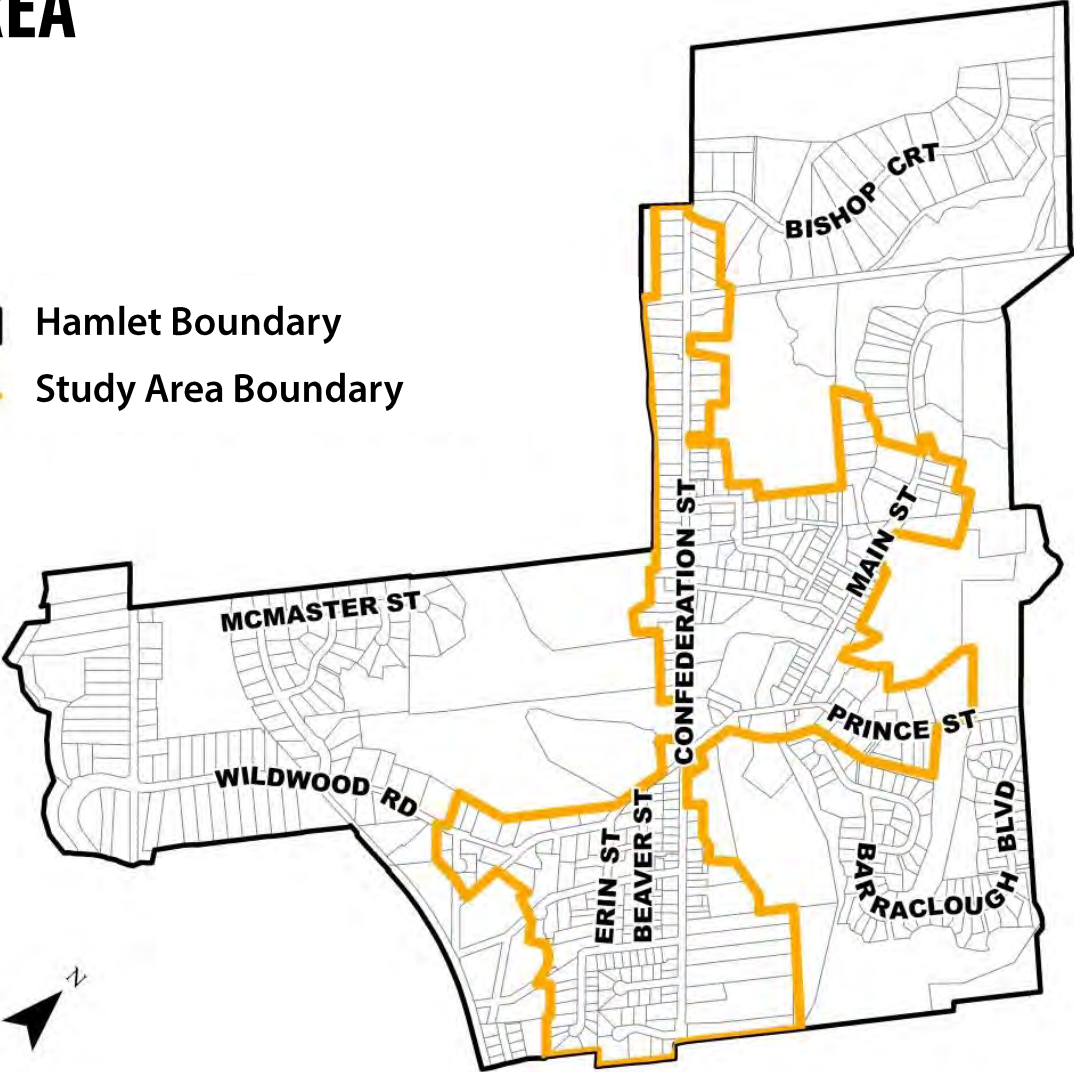 Hamlet Boundary
Study Area Boundary
BISHOP CRT
CONFEDERATION ST
MAIN ST
MCMASTER ST
PRINCE ST
WILDWOOD RD
ERIN ST
BEAVER ST
BARRACLOUGH BLVD
N